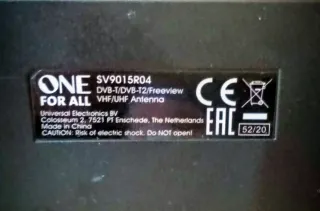 ONE
FOR ALL
SV9015R04
DVB-T/DVB-T2/Freeview
VHF/UHF Antenna
Universal Electronics BV
Colosseum 2, 7521 PT Enschede, The Netherlands
Made in China
CAUTION: Risk of electric shock. Do NOT open!
CE
EAC
52/20